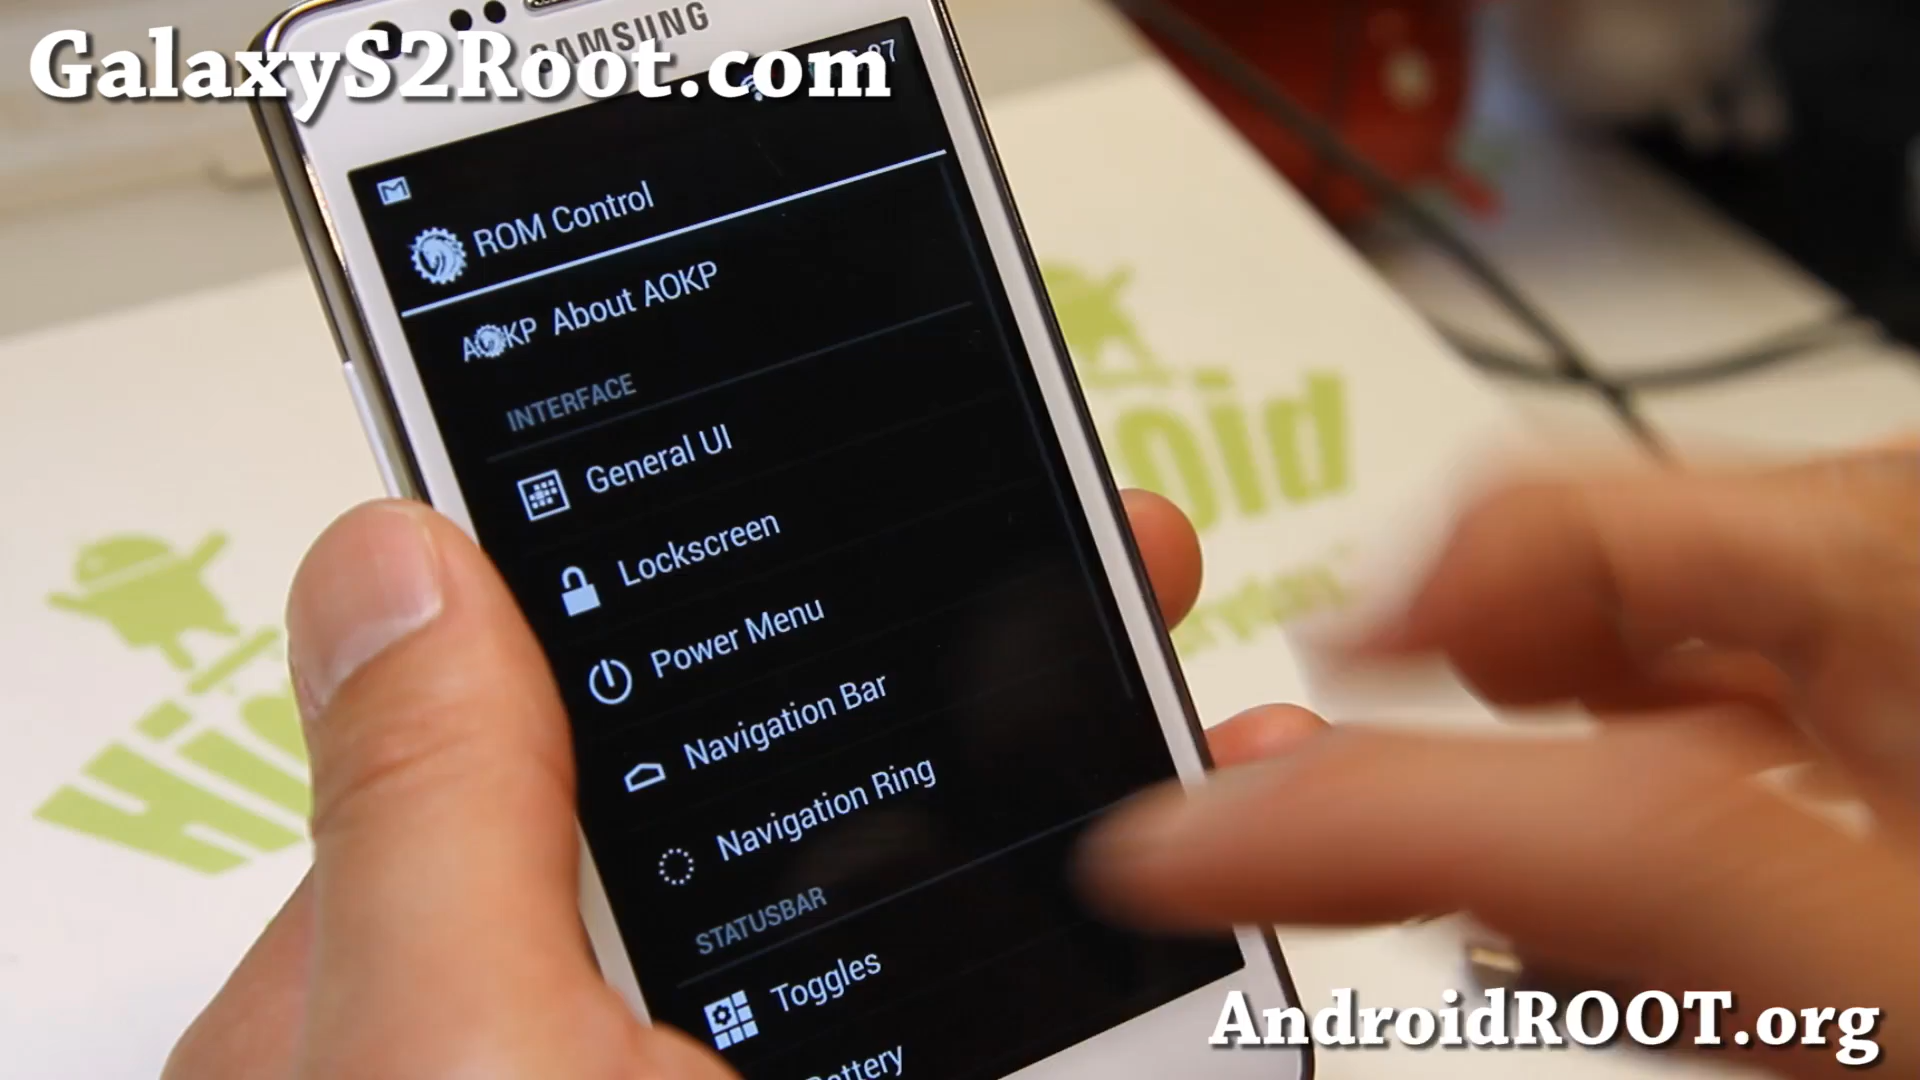 GalaxyS2Root.com
SAMSUNG
ROM Control
AOKP About AOKP
INTERFACE
General UI
Lockscreen
Power Menu
Navigation Bar
Navigation Ring
STATUSBAR
Toggles
AndroidROOT.org